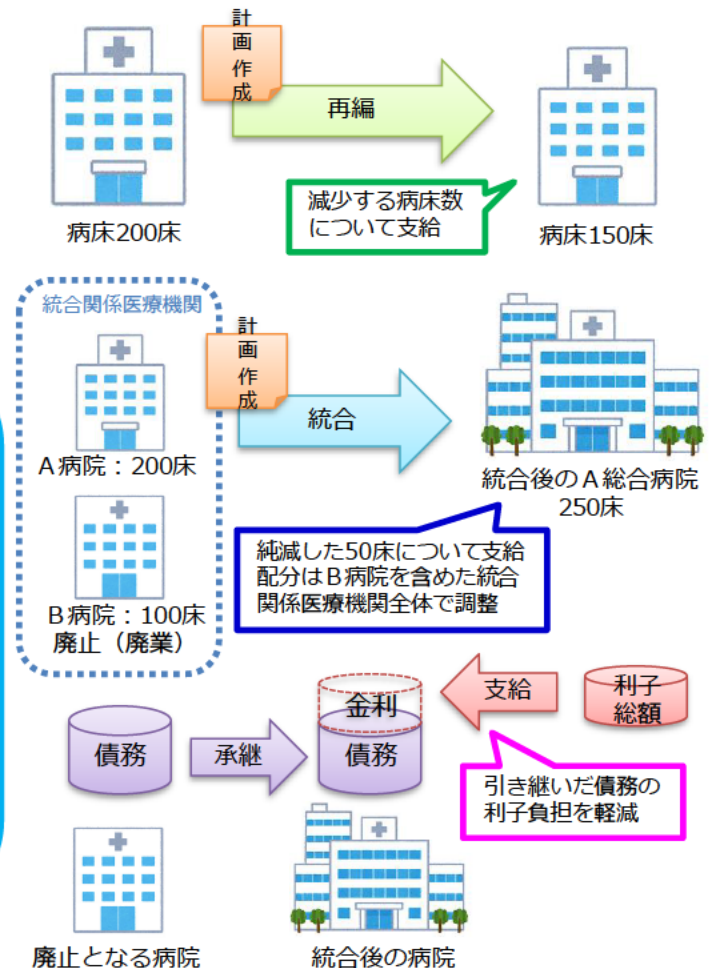 計画作成
再編
減少する病床数
について支給
病床200床
病床150床
統合関係医療機関
計画作成
統合
A病院：200床
統合後のA総合病院
250床
純減した50床について支給
配分はB病院を含めた統合
関係医療機関全体で調整
B病院：100床
廃止（廃業）
債務
承継
金利
債務
支給
利子
総額
引き継いだ債務の
利子負担を軽減
廃止となる病院
統合後の病院